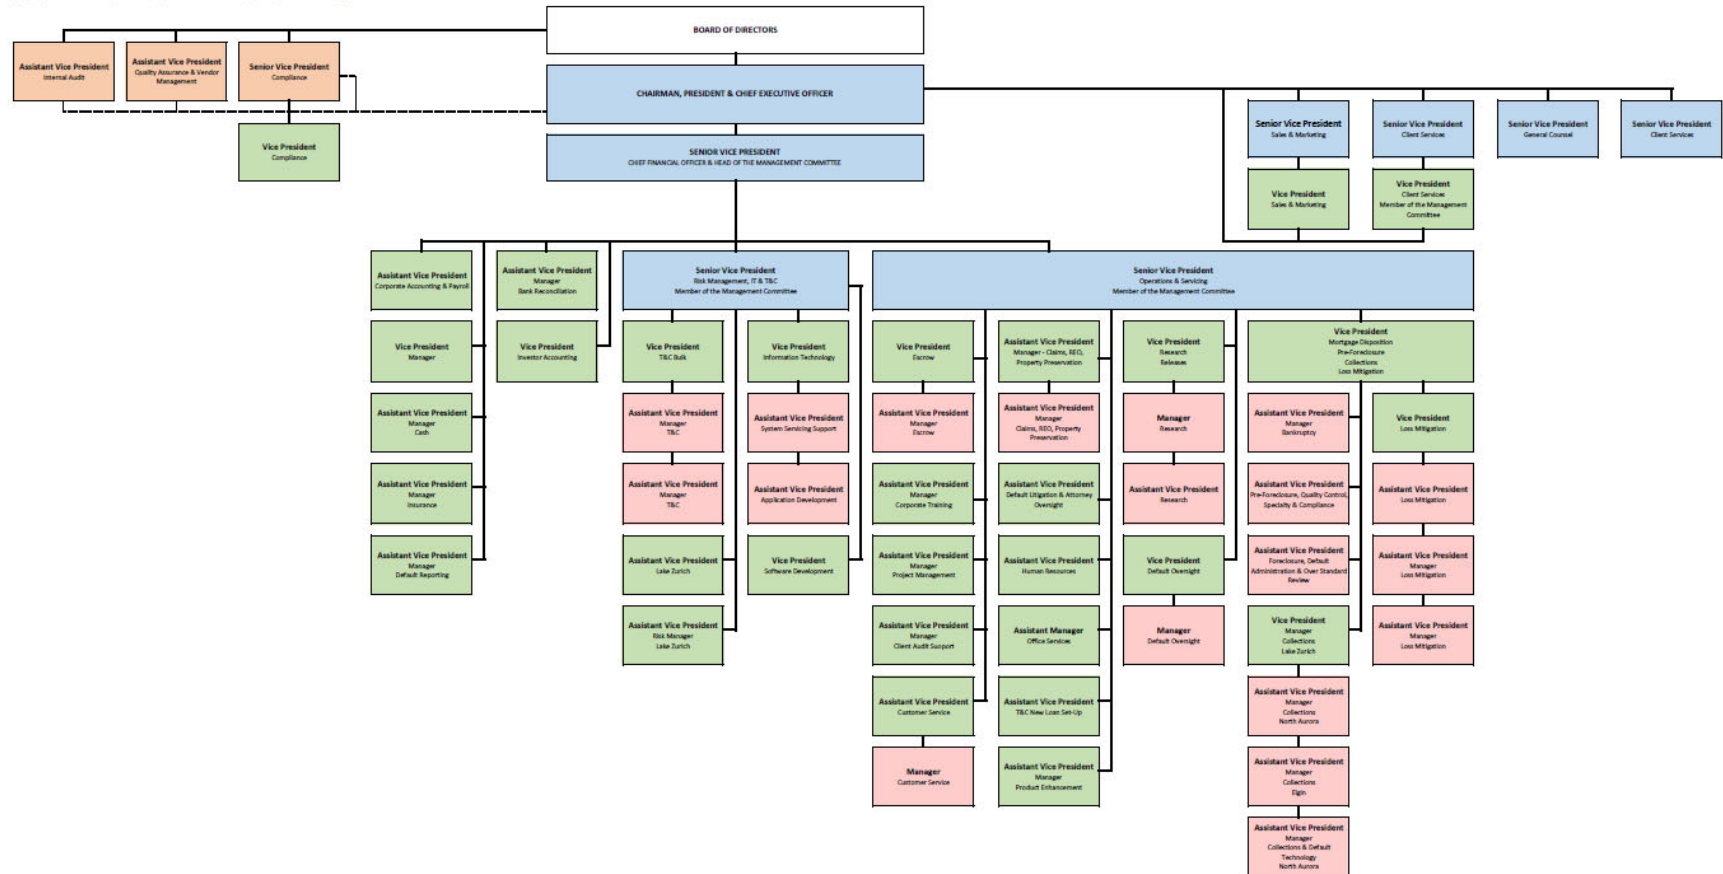 BOARD OF DIRECTORS
Assistant Vice President
Internal Audit
Assistant Vice President
Quality Assurance & Vendor
Management
Senior Vice President
Compliance
CHAIRMAN, PRESIDENT & CHIEF EXECUTIVE OFFICER
Vice President
Compliance
SENIOR VICE PRESIDENT
CHIEF FINANCIAL OFFICER & HEAD OF THE MANAGEMENT COMMITTEE
Senior Vice President
Sales & Marketing
Senior Vice President
Client Services
Senior Vice President
General Counsel
Senior Vice President
Client Services
Vice President
Sales & Marketing
Vice President
Client Services
Member of the Management
Committee
Assistant Vice President
Corporate Accounting & Payroll
Assistant Vice President
Manager
Bank Reconciliation
Senior Vice President
Risk Management, IT & T&C
Member of the Management Committee
Senior Vice President
Operations & Servicing
Member of the Management Committee
Vice President
Manager
Vice President
Investor Accounting
Vice President
T&C Bulk
Vice President
Information Technology
Vice President
Escrow
Assistant Vice President
Manager - Claims, REO,
Property Preservation
Vice President
Research
Releases
Vice President
Mortgage Disposition
Pre-Foreclosure
Collections
Loss Mitigation
Assistant Vice President
Manager
Cash
Assistant Vice President
Manager
T&C
Assistant Vice President
System Servicing Support
Assistant Vice President
Manager
Escrow
Assistant Vice President
Manager
Claims, REO, Property
Preservation
Manager
Research
Assistant Vice President
Manager
Bankruptcy
Vice President
Loss Mitigation
Assistant Vice President
Manager
Insurance
Assistant Vice President
Manager
T&C
Assistant Vice President
Application Development
Assistant Vice President
Manager
Corporate Training
Assistant Vice President
Default Litigation & Attorney
Oversight
Assistant Vice President
Research
Assistant Vice President
Pre-Foreclosure, Quality Control,
Specialty & Compliance
Assistant Vice President
Loss Mitigation
Assistant Vice President
Manager
Default Reporting
Assistant Vice President
Lake Zurich
Vice President
Software Development
Assistant Vice President
Manager
Project Management
Assistant Vice President
Human Resources
Vice President
Default Oversight
Assistant Vice President
Foreclosure, Default
Administration & Over Standard
Review
Assistant Vice President
Manager
Loss Mitigation
Assistant Vice President
Risk Manager
Lake Zurich
Assistant Vice President
Manager
Client Audit Support
Assistant Manager
Office Services
Manager
Default Oversight
Vice President
Manager
Collections
Lake Zurich
Assistant Vice President
Manager
Loss Mitigation
Assistant Vice President
Customer Service
Assistant Vice President
T&C New Loan Set-Up
Assistant Vice President
Manager
Collections
North Aurora
Manager
Customer Service
Assistant Vice President
Manager
Product Enhancement
Assistant Vice President
Manager
Collections
Elgin
Assistant Vice President
Manager
Collections & Default
Technology
North Aurora